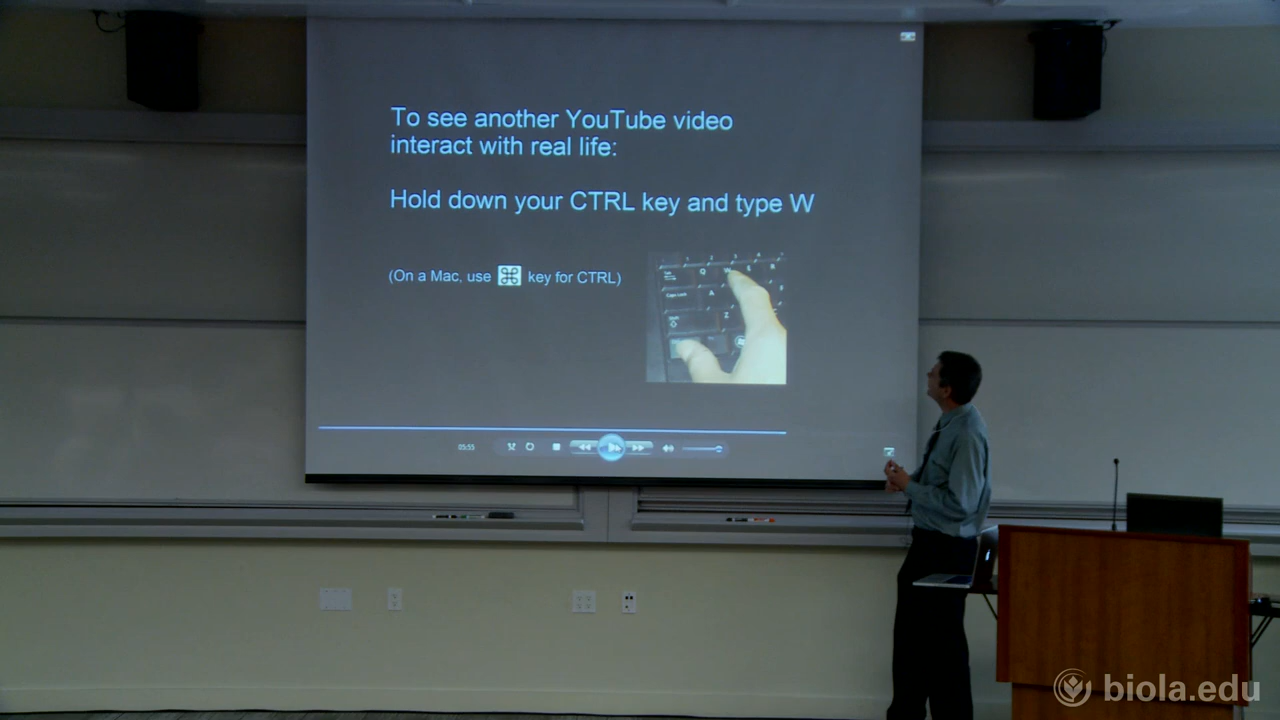 To see another YouTube video
interact with real life:
Hold down your CTRL key and type W
(On a Mac, use ⌘ key for CTRL)
05:55
biola.edu